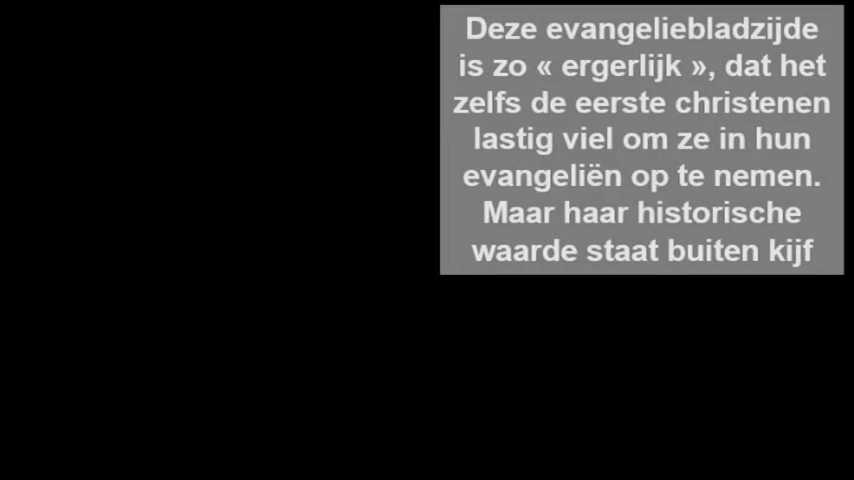 Deze evangeliebladzijde
is zo « ergerlijk », dat het
zelfs de eerste christenen
lastig viel om ze in hun
evangeliën op te nemen.
Maar haar historische
waarde staat buiten kijf